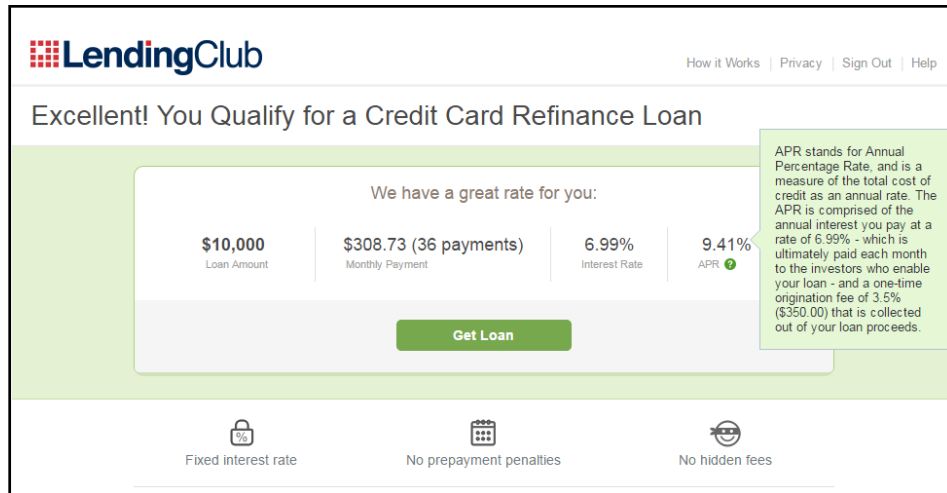 LendingClub
How it Works | Privacy | Sign Out | Help
Excellent! You Qualify for a Credit Card Refinance Loan
We have a great rate for you:
$10,000
Loan Amount
$308.73 (36 payments)
Monthly Payment
6.99%
Interest Rate
9.41%
APR ?
APR stands for Annual
Percentage Rate, and is a
measure of the total cost of
credit as an annual rate. The
APR is comprised of the
annual interest you pay at a
rate of 6.99% - which is
ultimately paid each month
to the investors who enable
your loan - and a one-time
origination fee of 3.5%
($350.00) that is collected
out of your loan proceeds.
Get Loan
%
Fixed interest rate
No prepayment penalties
No hidden fees